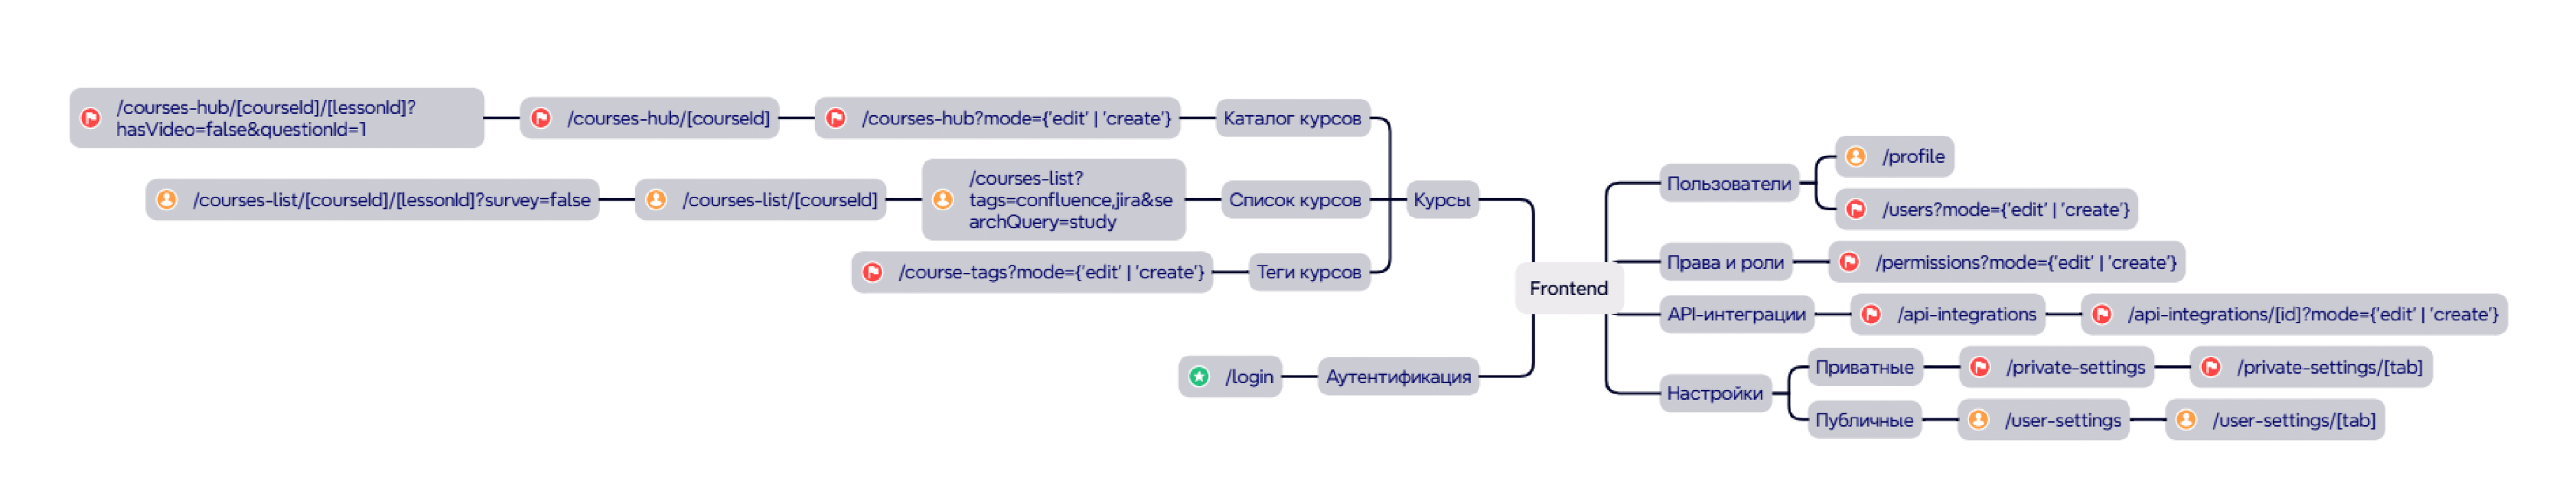 /courses-hub/[courseId]/[lessonId]?
hasVideo=false&questionId=1
/courses-hub/[courseId]
/courses-hub?mode={'edit' | 'create'}
Каталог курсов
/courses-list/[courseId]/[lessonId]?survey=false
/courses-list/[courseId]
/courses-list?
tags=confluence,jira&se
archQuery=study
Список курсов
Курсы
/course-tags?mode={'edit' | 'create'}
Теги курсов
/login
Аутентификация
Frontend
Пользователи
/profile
/users?mode={'edit' | 'create'}
Права и роли
/permissions?mode={'edit' | 'create'}
API-интеграции
/api-integrations
/api-integrations/[id]?mode={'edit' | 'create'}
Настройки
Приватные
/private-settings
/private-settings/[tab]
Публичные
/user-settings
/user-settings/[tab]